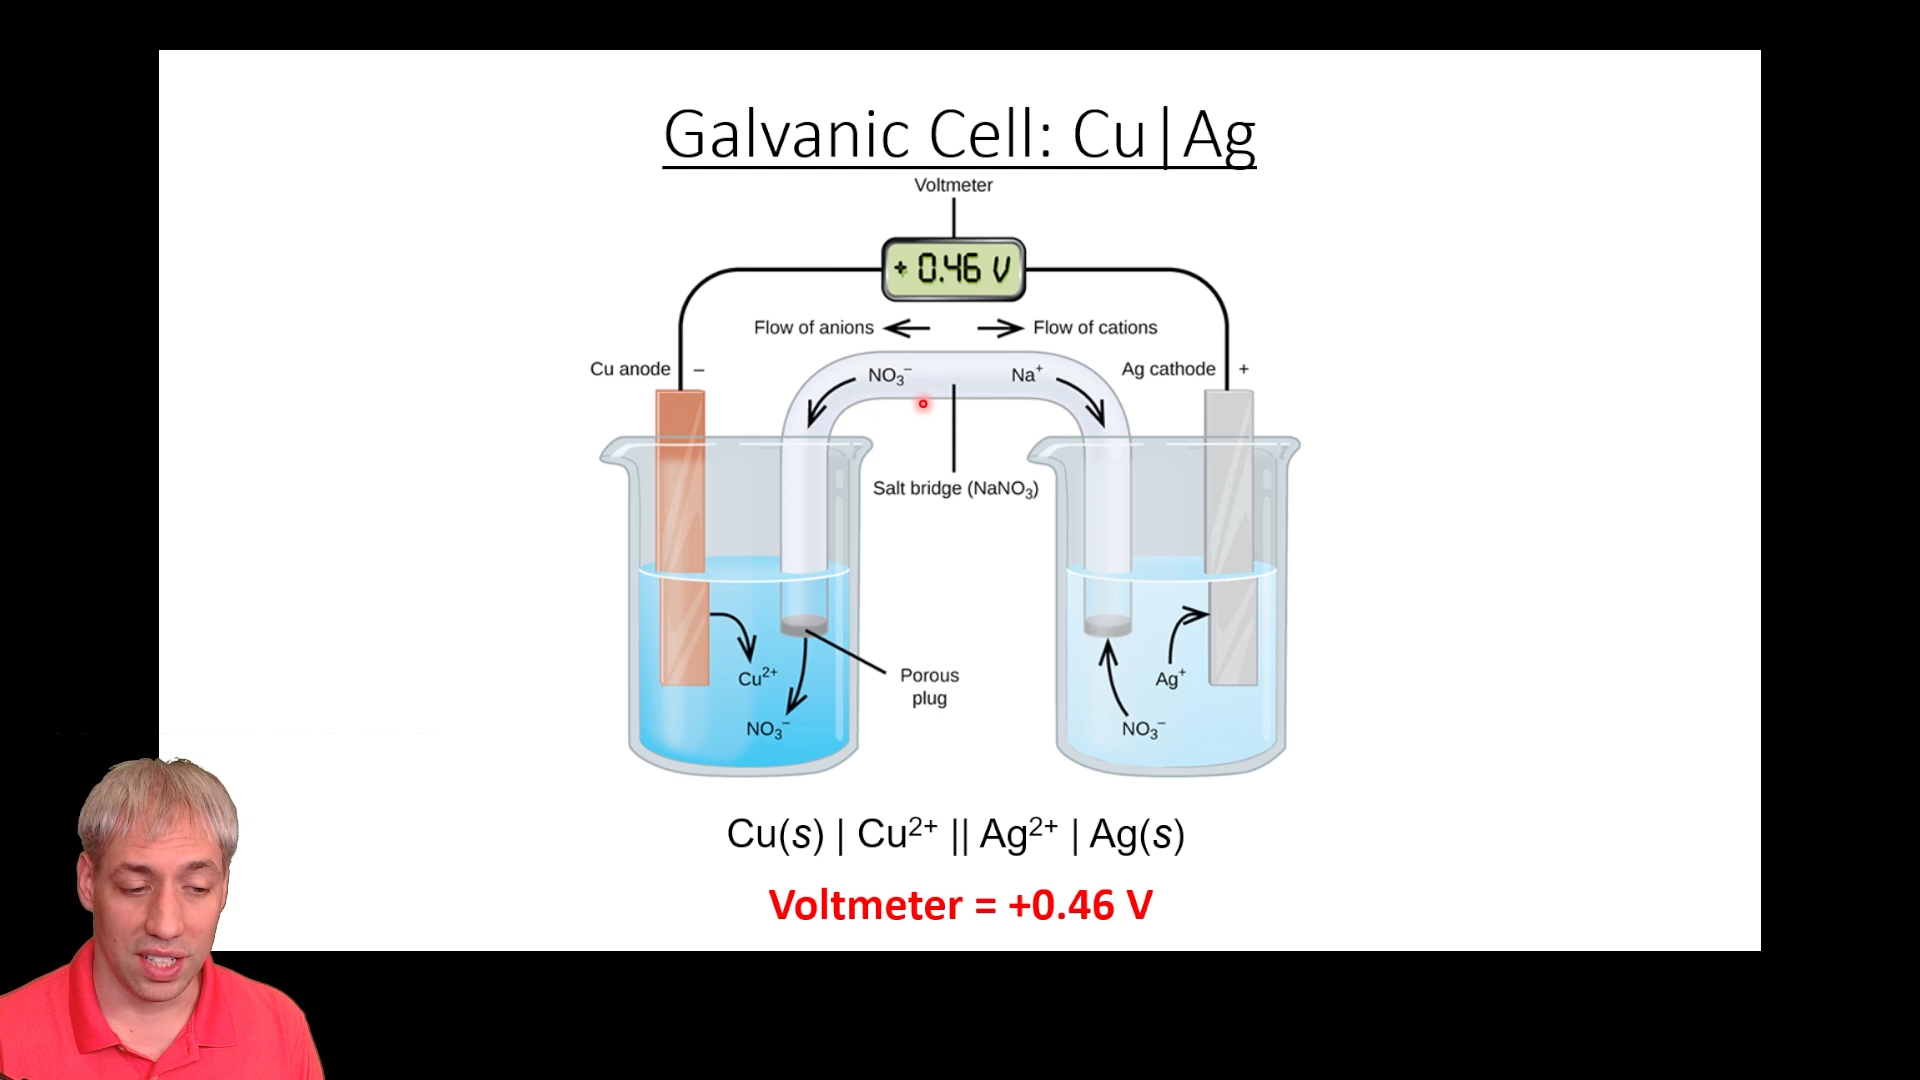 Galvanic Cell: Cu|Ag
Voltmeter
+ 0.46 V
Flow of anions
Flow of cations
Cu anode –
NO₃⁻
Na⁺
Ag cathode +
Salt bridge (NaNO₃)
Cu²⁺
Porous
plug
Ag⁺
NO₃⁻
NO₃⁻
Cu(s) | Cu²⁺ || Ag²⁺ | Ag(s)
Voltmeter = +0.46 V